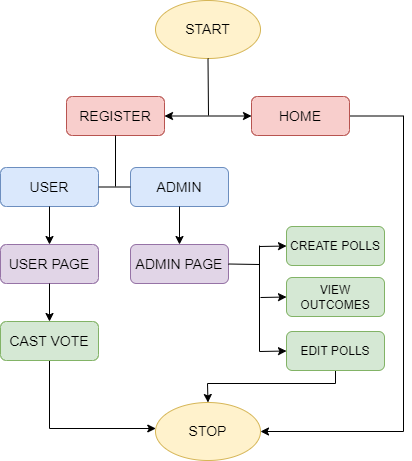 START
REGISTER
HOME
USER
ADMIN
USER PAGE
ADMIN PAGE
CREATE POLLS
VIEW
OUTCOMES
CAST VOTE
EDIT POLLS
STOP